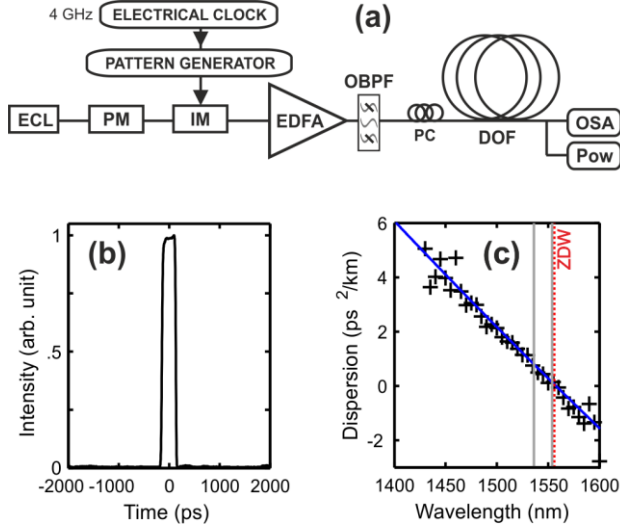 4 GHz ELECTRICAL CLOCK
(a)
PATTERN GENERATOR
OBPF
ECL PM IM EDFA
PC DOF
OSA
Pow
(b)
Intensity (arb. unit)
1
.5
0
-2000 -1000 0 1000 2000
Time (ps)
(c)
ZDW
Dispersion (ps ²/km)
6
4
2
0
-2
1400 1450 1500 1550 1600
Wavelength (nm)